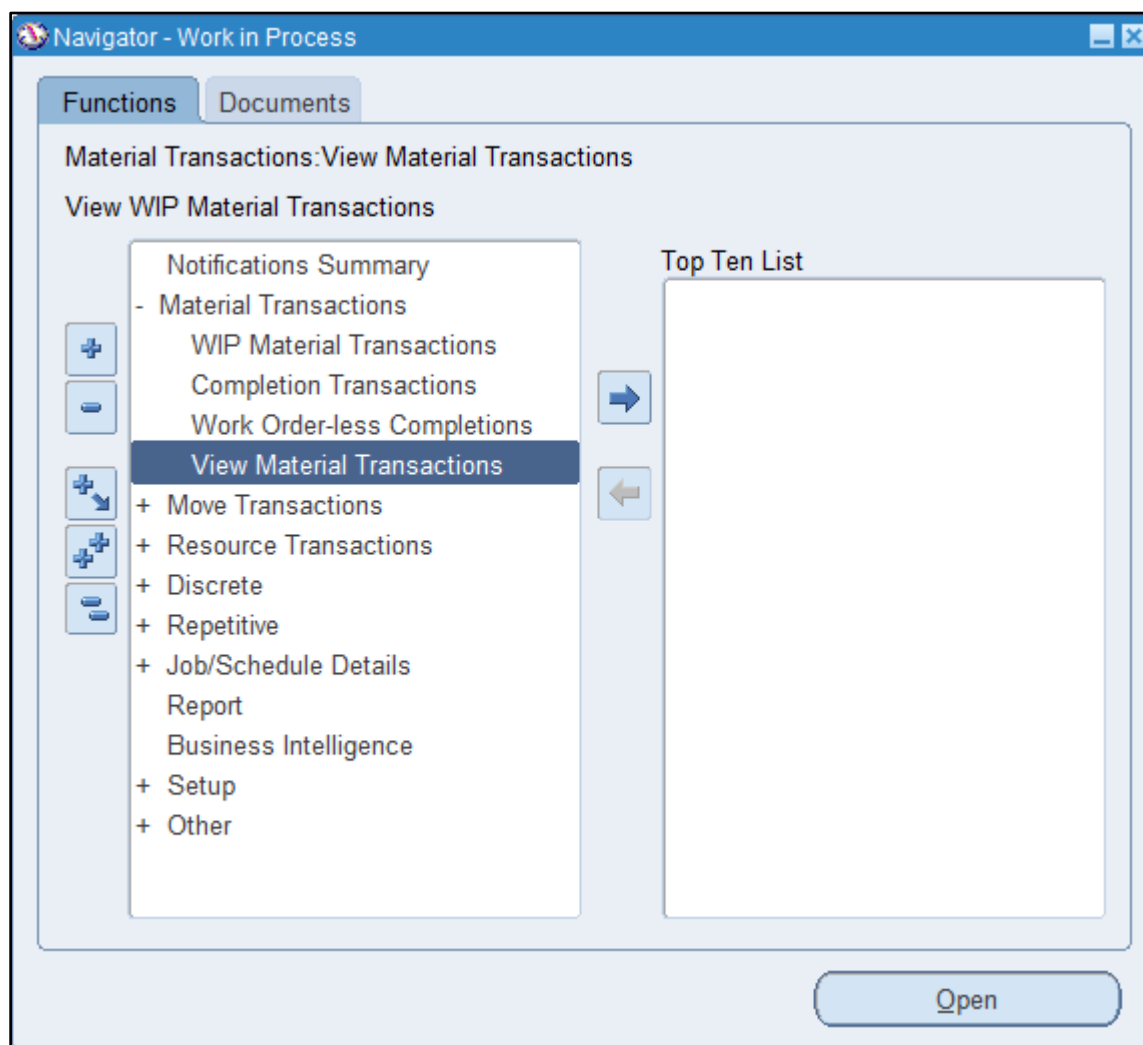 Navigator - Work in Process
Functions
Documents
Material Transactions:View Material Transactions
View WIP Material Transactions
Notifications Summary
- Material Transactions
WIP Material Transactions
Completion Transactions
Work Order-less Completions
View Material Transactions
+ Move Transactions
+ Resource Transactions
+ Discrete
+ Repetitive
+ Job/Schedule Details
Report
Business Intelligence
+ Setup
+ Other
Top Ten List
Open